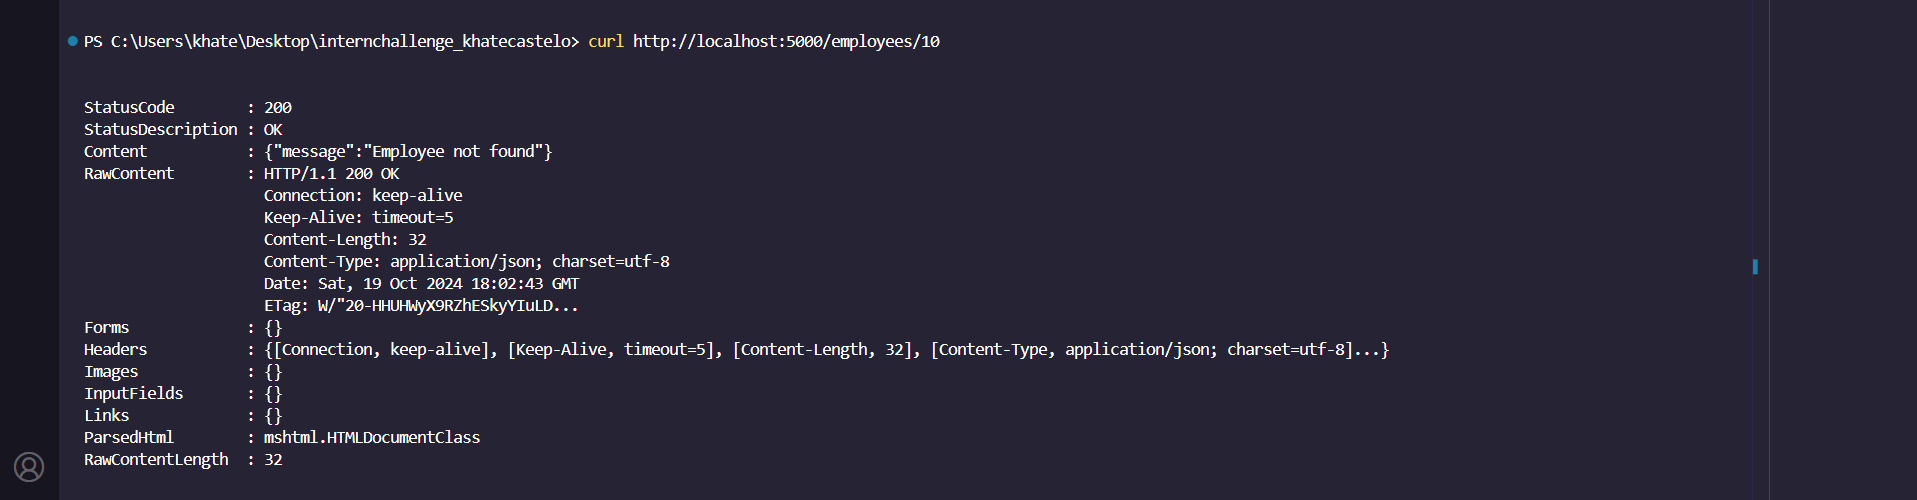 PS C:\Users\khate\Desktop\internchallenge_khatecastelo> curl http://localhost:5000/employees/10
StatusCode        : 200
StatusDescription : OK
Content           : {"message":"Employee not found"}
RawContent        : HTTP/1.1 200 OK
                    Connection: keep-alive
                    Keep-Alive: timeout=5
                    Content-Length: 32
                    Content-Type: application/json; charset=utf-8
                    Date: Sat, 19 Oct 2024 18:02:43 GMT
                    ETag: W/"20-HHUHWyX9RZhESkyYIuLD...
Forms             : {}
Headers           : {[Connection, keep-alive], [Keep-Alive, timeout=5], [Content-Length, 32], [Content-Type, application/json; charset=utf-8]...}
Images            : {}
InputFields       : {}
Links             : {}
ParsedHtml        : mshtml.HTMLDocumentClass
RawContentLength  : 32